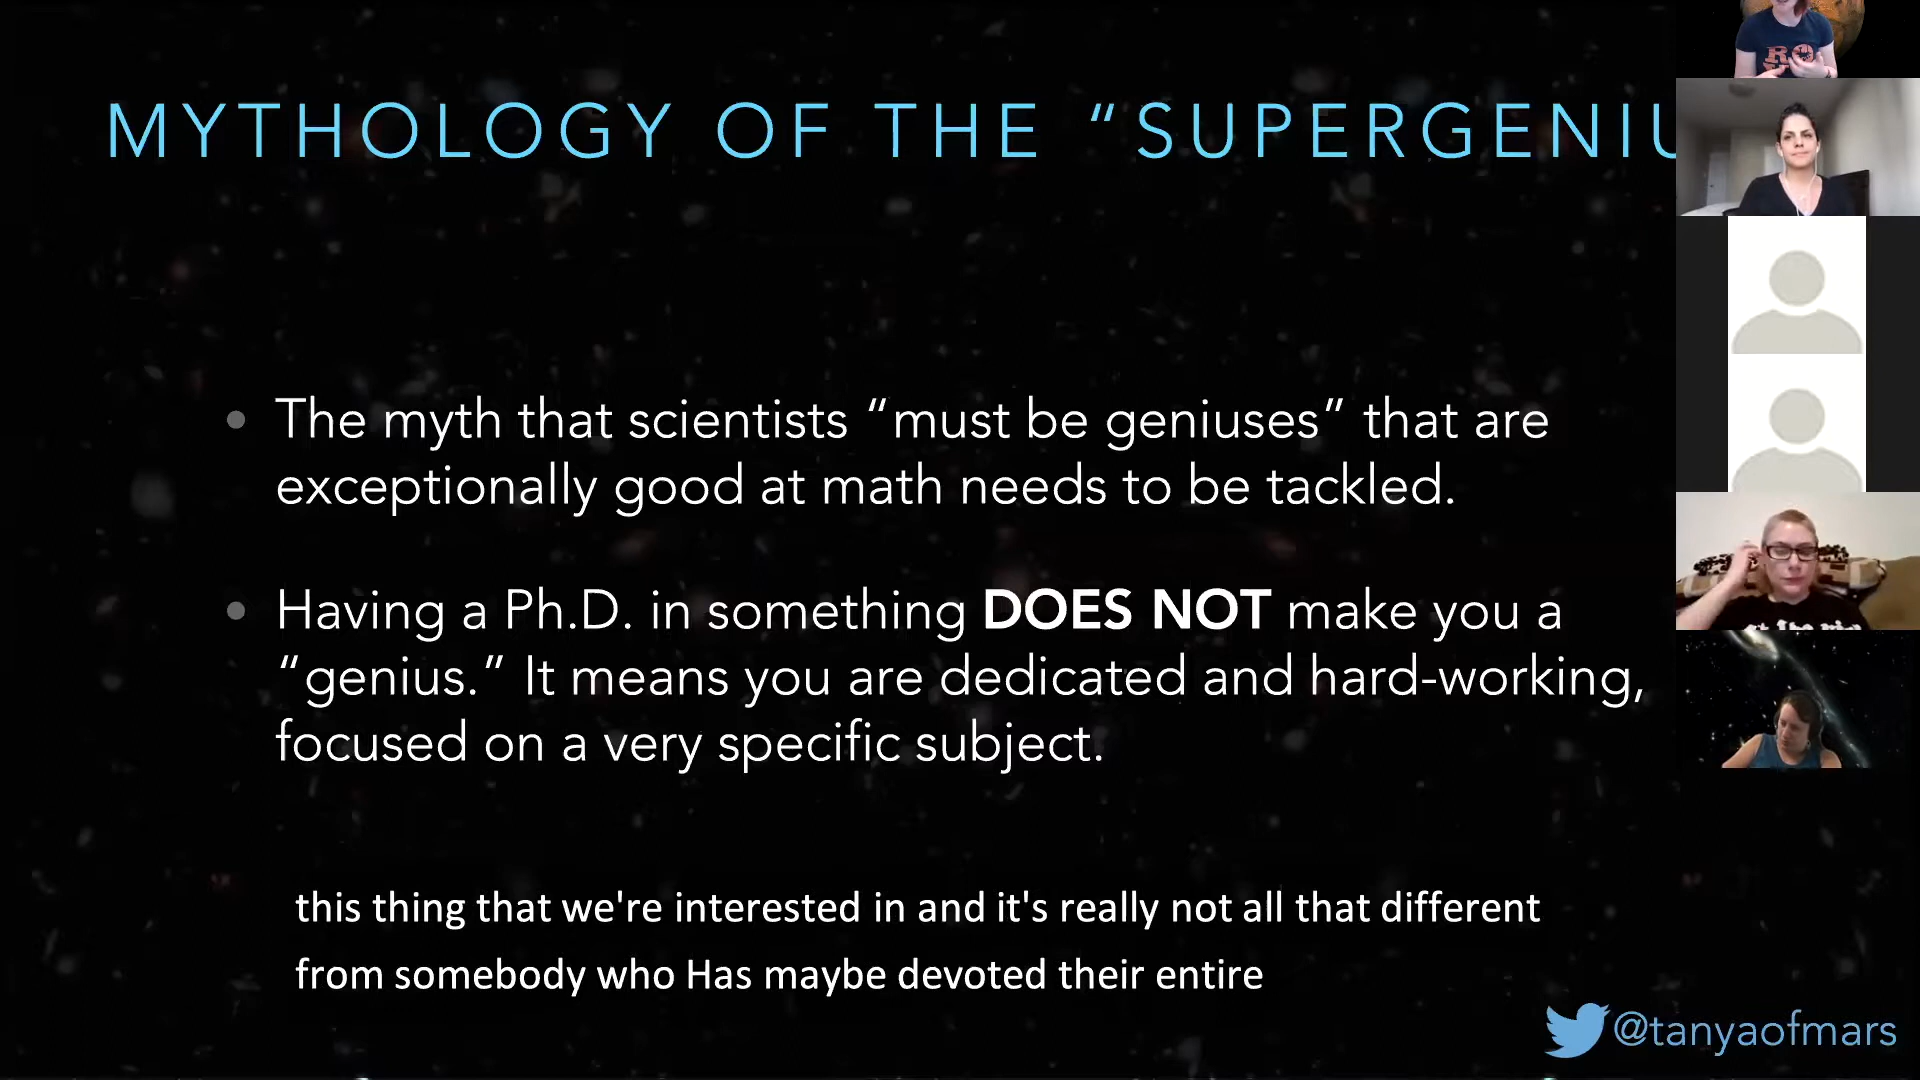 MYTHOLOGY OF THE “SUPERGENIU
The myth that scientists “must be geniuses” that are
exceptionally good at math needs to be tackled.
Having a Ph.D. in something DOES NOT make you a
“genius.” It means you are dedicated and hard-working,
focused on a very specific subject.
this thing that we're interested in and it's really not all that different
from somebody who Has maybe devoted their entire
@tanyaofmars
RO